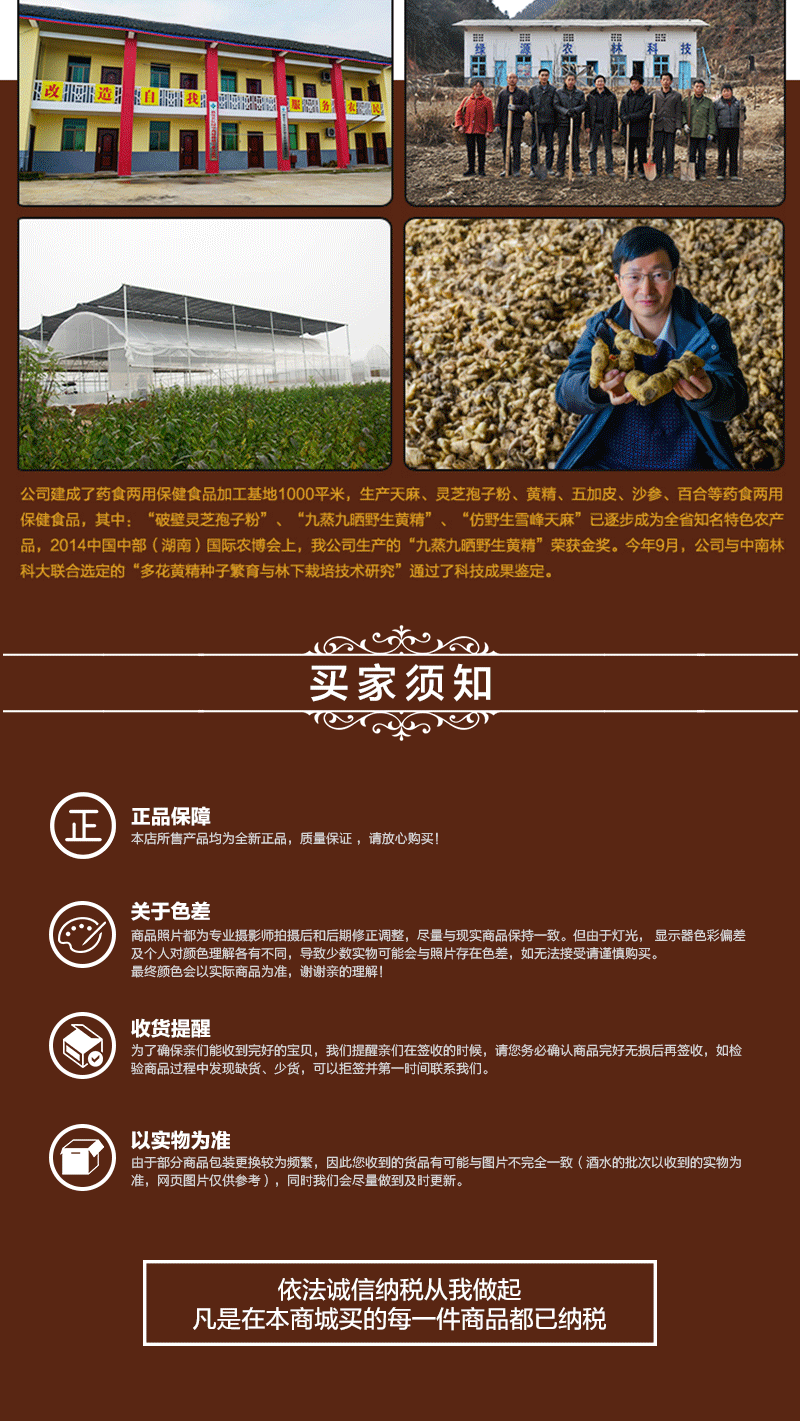 改造自我 服务农民
绿源农林科技
公司建成了药食两用保健食品加工基地1000平米，生产天麻、灵芝孢子粉、黄精、五加皮、沙参、百合等药食两用
保健食品，其中：“破壁灵芝孢子粉”、“九蒸九晒野生黄精”、“仿野生雪峰天麻”已逐步成为全省知名特色农产
品，2014中国中部（湖南）国际农博会上，我公司生产的“九蒸九晒野生黄精”荣获金奖。今年9月，公司与中南林
科大联合选定的“多花黄精种子繁育与林下栽培技术研究”通过了科技成果鉴定。
买家须知
正
正品保障
本店所售产品均为全新正品，质量保证 ，请放心购买！
关于色差
商品照片都为专业摄影师拍摄后和后期修正调整，尽量与现实商品保持一致。但由于灯光， 显示器色彩偏差
及个人对颜色理解各有不同，导致少数实物可能会与照片存在色差，如无法接受请谨慎购买。
最终颜色会以实际商品为准，谢谢亲的理解！
收货提醒
为了确保亲们能收到完好的宝贝，我们提醒亲们在签收的时候，请您务必确认商品完好无损后再签收，如检
验商品过程中发现缺货、少货，可以拒签并第一时间联系我们。
以实物为准
由于部分商品包装更换较为频繁，因此您收到的货品有可能与图片不完全一致（酒水的批次以收到的实物为
准，网页图片仅供参考），同时我们会尽量做到及时更新。
依法诚信纳税从我做起
凡是在本商城买的每一件商品都已纳税